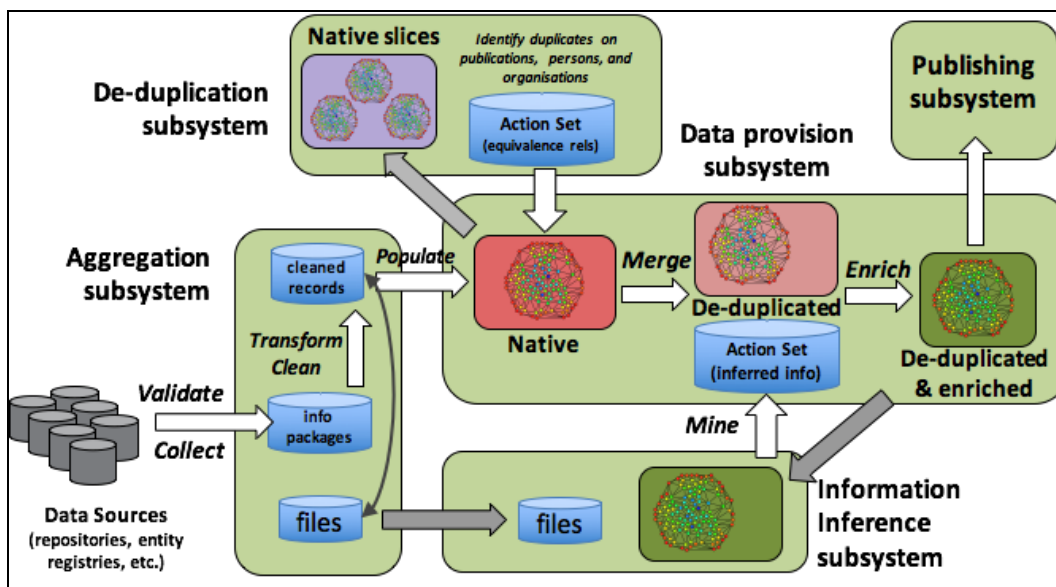 Native slices
Identify duplicates on
publications, persons, and
organisations
Action Set
(equivalence rels)
De-duplication
subsystem
Publishing
subsystem
Data provision
subsystem
Aggregation
subsystem
cleaned
records
Populate
Native
Merge
De-duplicated
Action Set
(inferred info)
Enrich
De-duplicated
& enriched
Transform
Clean
Validate
Collect
info
packages
Mine
files
files
Data Sources
(repositories, entity
registries, etc.)
Information
Inference
subsystem